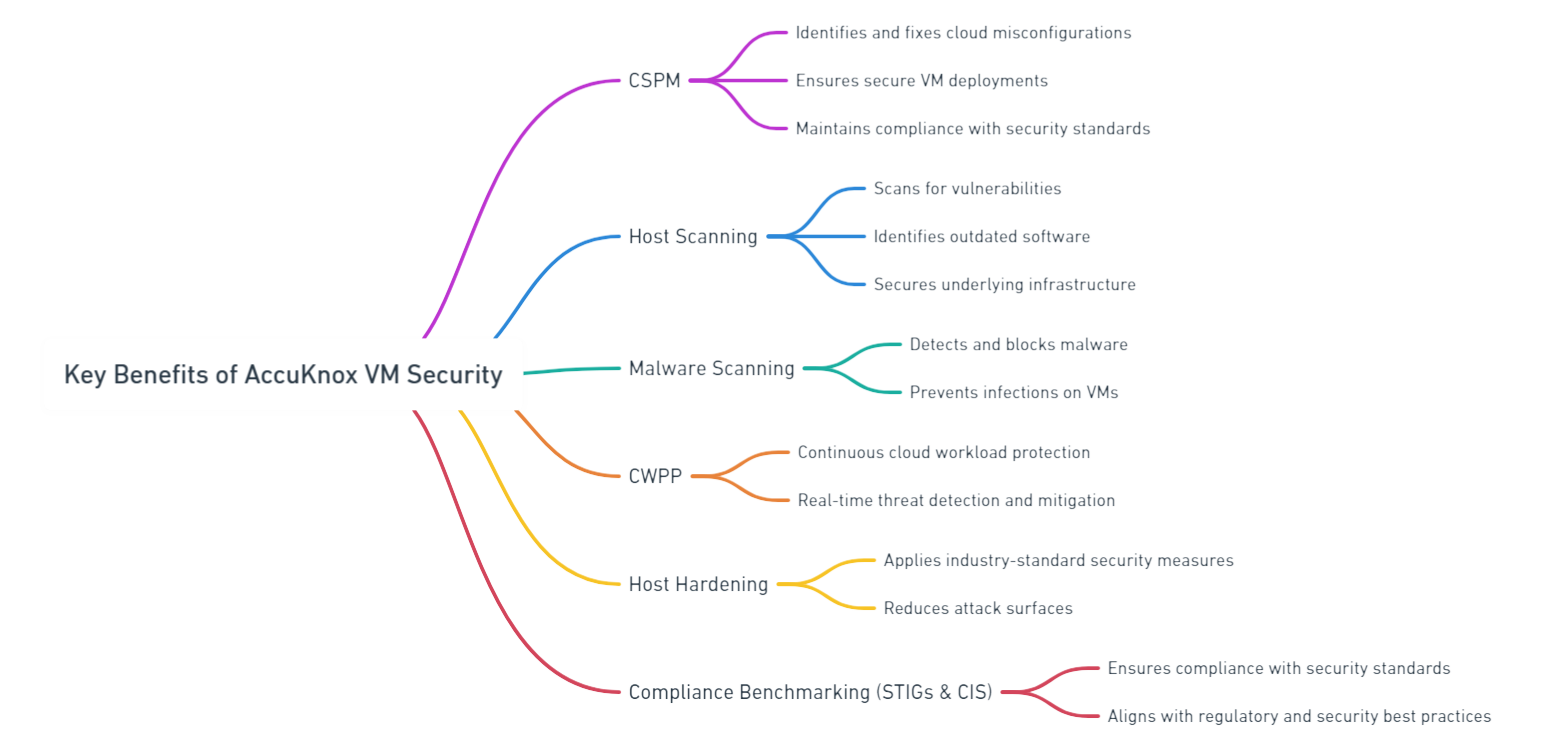 Key Benefits of AccuKnox VM Security
CSPM
Identifies and fixes cloud misconfigurations
Ensures secure VM deployments
Maintains compliance with security standards
Host Scanning
Scans for vulnerabilities
Identifies outdated software
Secures underlying infrastructure
Malware Scanning
Detects and blocks malware
Prevents infections on VMs
CWPP
Continuous cloud workload protection
Real-time threat detection and mitigation
Host Hardening
Applies industry-standard security measures
Reduces attack surfaces
Compliance Benchmarking (STIGs & CIS)
Ensures compliance with security standards
Aligns with regulatory and security best practices